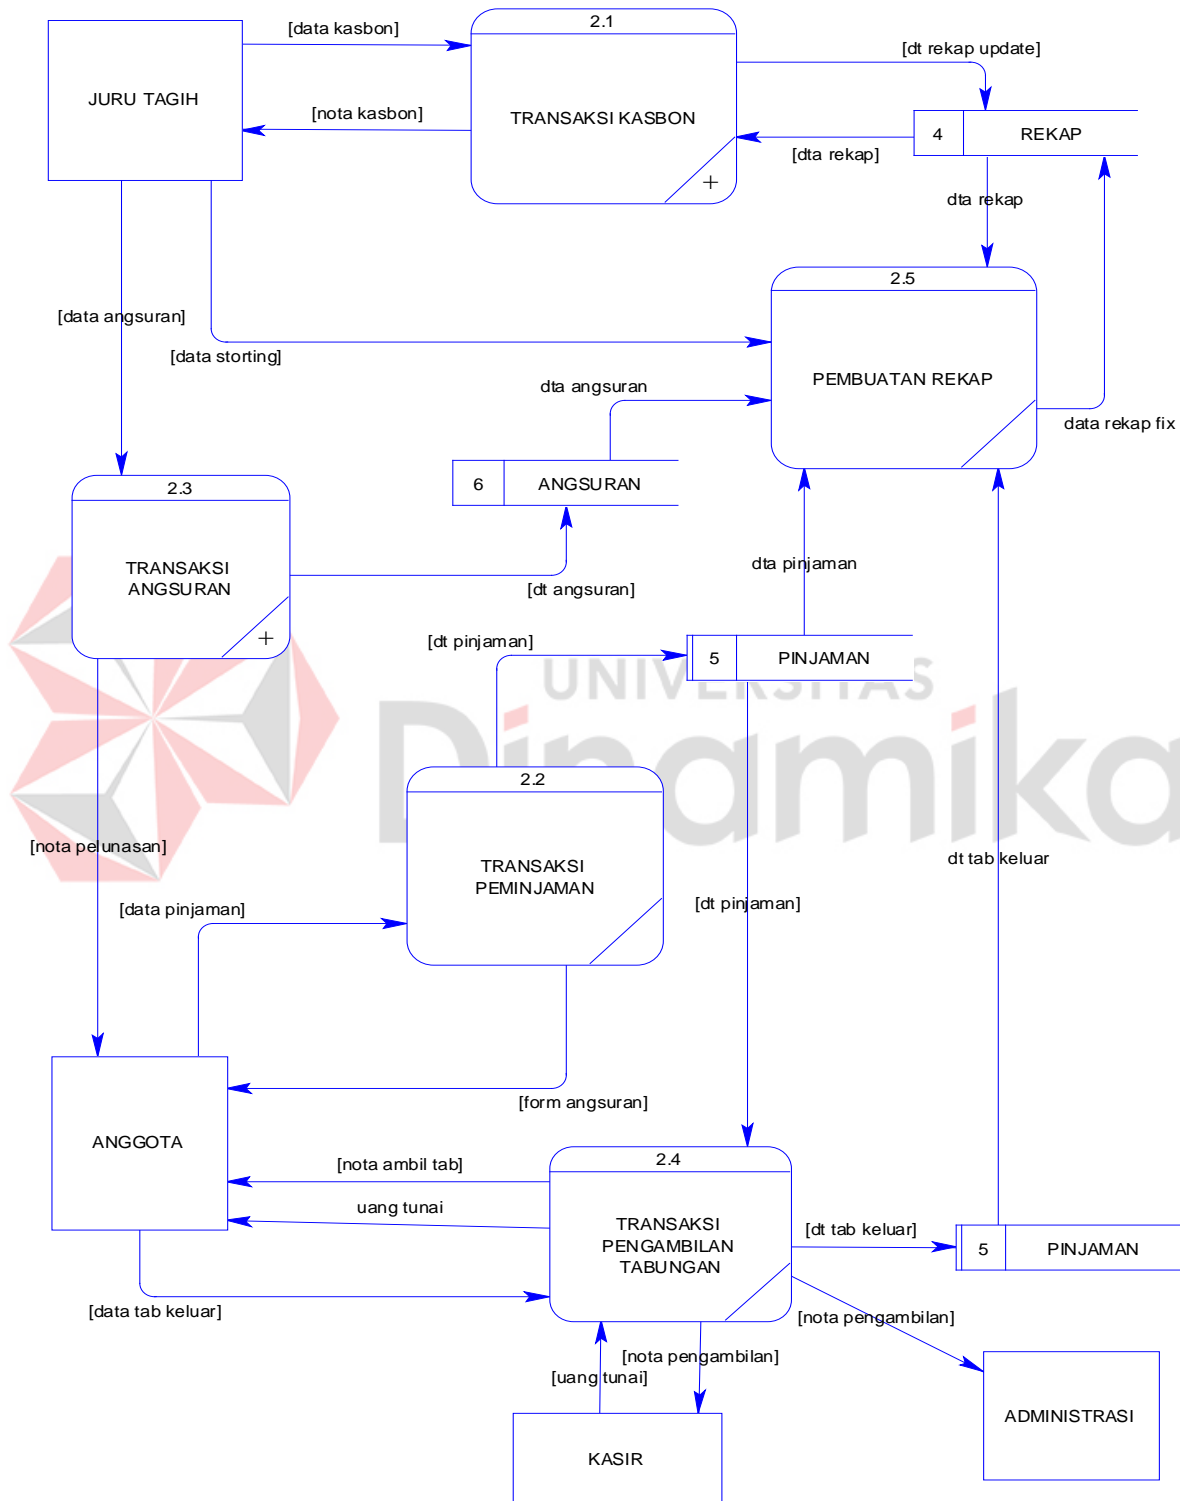 2.1
[data kasbon]
[dt rekap update]
JURU TAGIH
[nota kasbon]
TRANSAKSI KASBON
4 REKAP
[dta rekap]
+
dta rekap
2.5
[data angsuran]
[data storting]
PEMBUATAN REKAP
dta angsuran
data rekap fix
2.3
6 ANGSURAN
TRANSAKSI
ANGSURAN
dta pinjaman
[dt angsuran]
+
[dt pinjaman]
5 PINJAMAN
UNIVERSITAS
Dinamika
2.2
[nota pelunasan]
TRANSAKSI
PEMINJAMAN
dt tab keluar
[data pinjaman]
[dt pinjaman]
[form angsuran]
ANGGOTA
2.4
[nota ambil tab]
uang tunai
TRANSAKSI
PENGAMBILAN
TABUNGAN
[dt tab keluar]
5 PINJAMAN
[data tab keluar]
[nota pengambilan]
[nota pengambilan]
[uang tunai]
ADMINISTRASI
KASIR